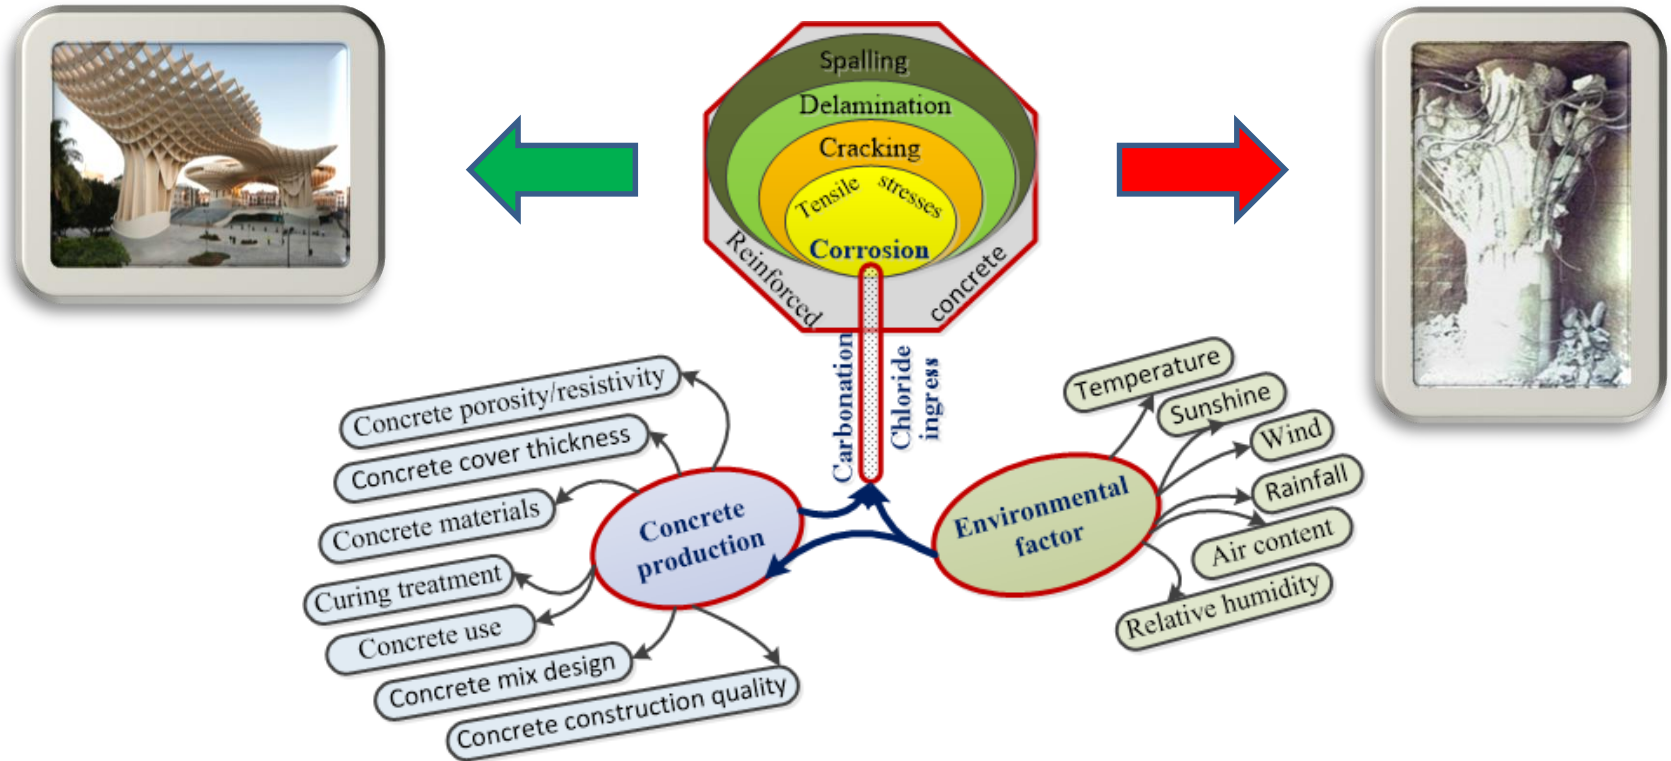 Spalling
Delamination
Cracking
Tensile stresses
Corrosion
Reinforced concrete
Carbonation
Chloride
ingress
Concrete porosity/resistivity
Concrete cover thickness
Concrete materials
Curing treatment
Concrete use
Concrete mix design
Concrete construction quality
Concrete
production
Environmental
factor
Temperature
Sunshine
Wind
Rainfall
Air content
Relative humidity